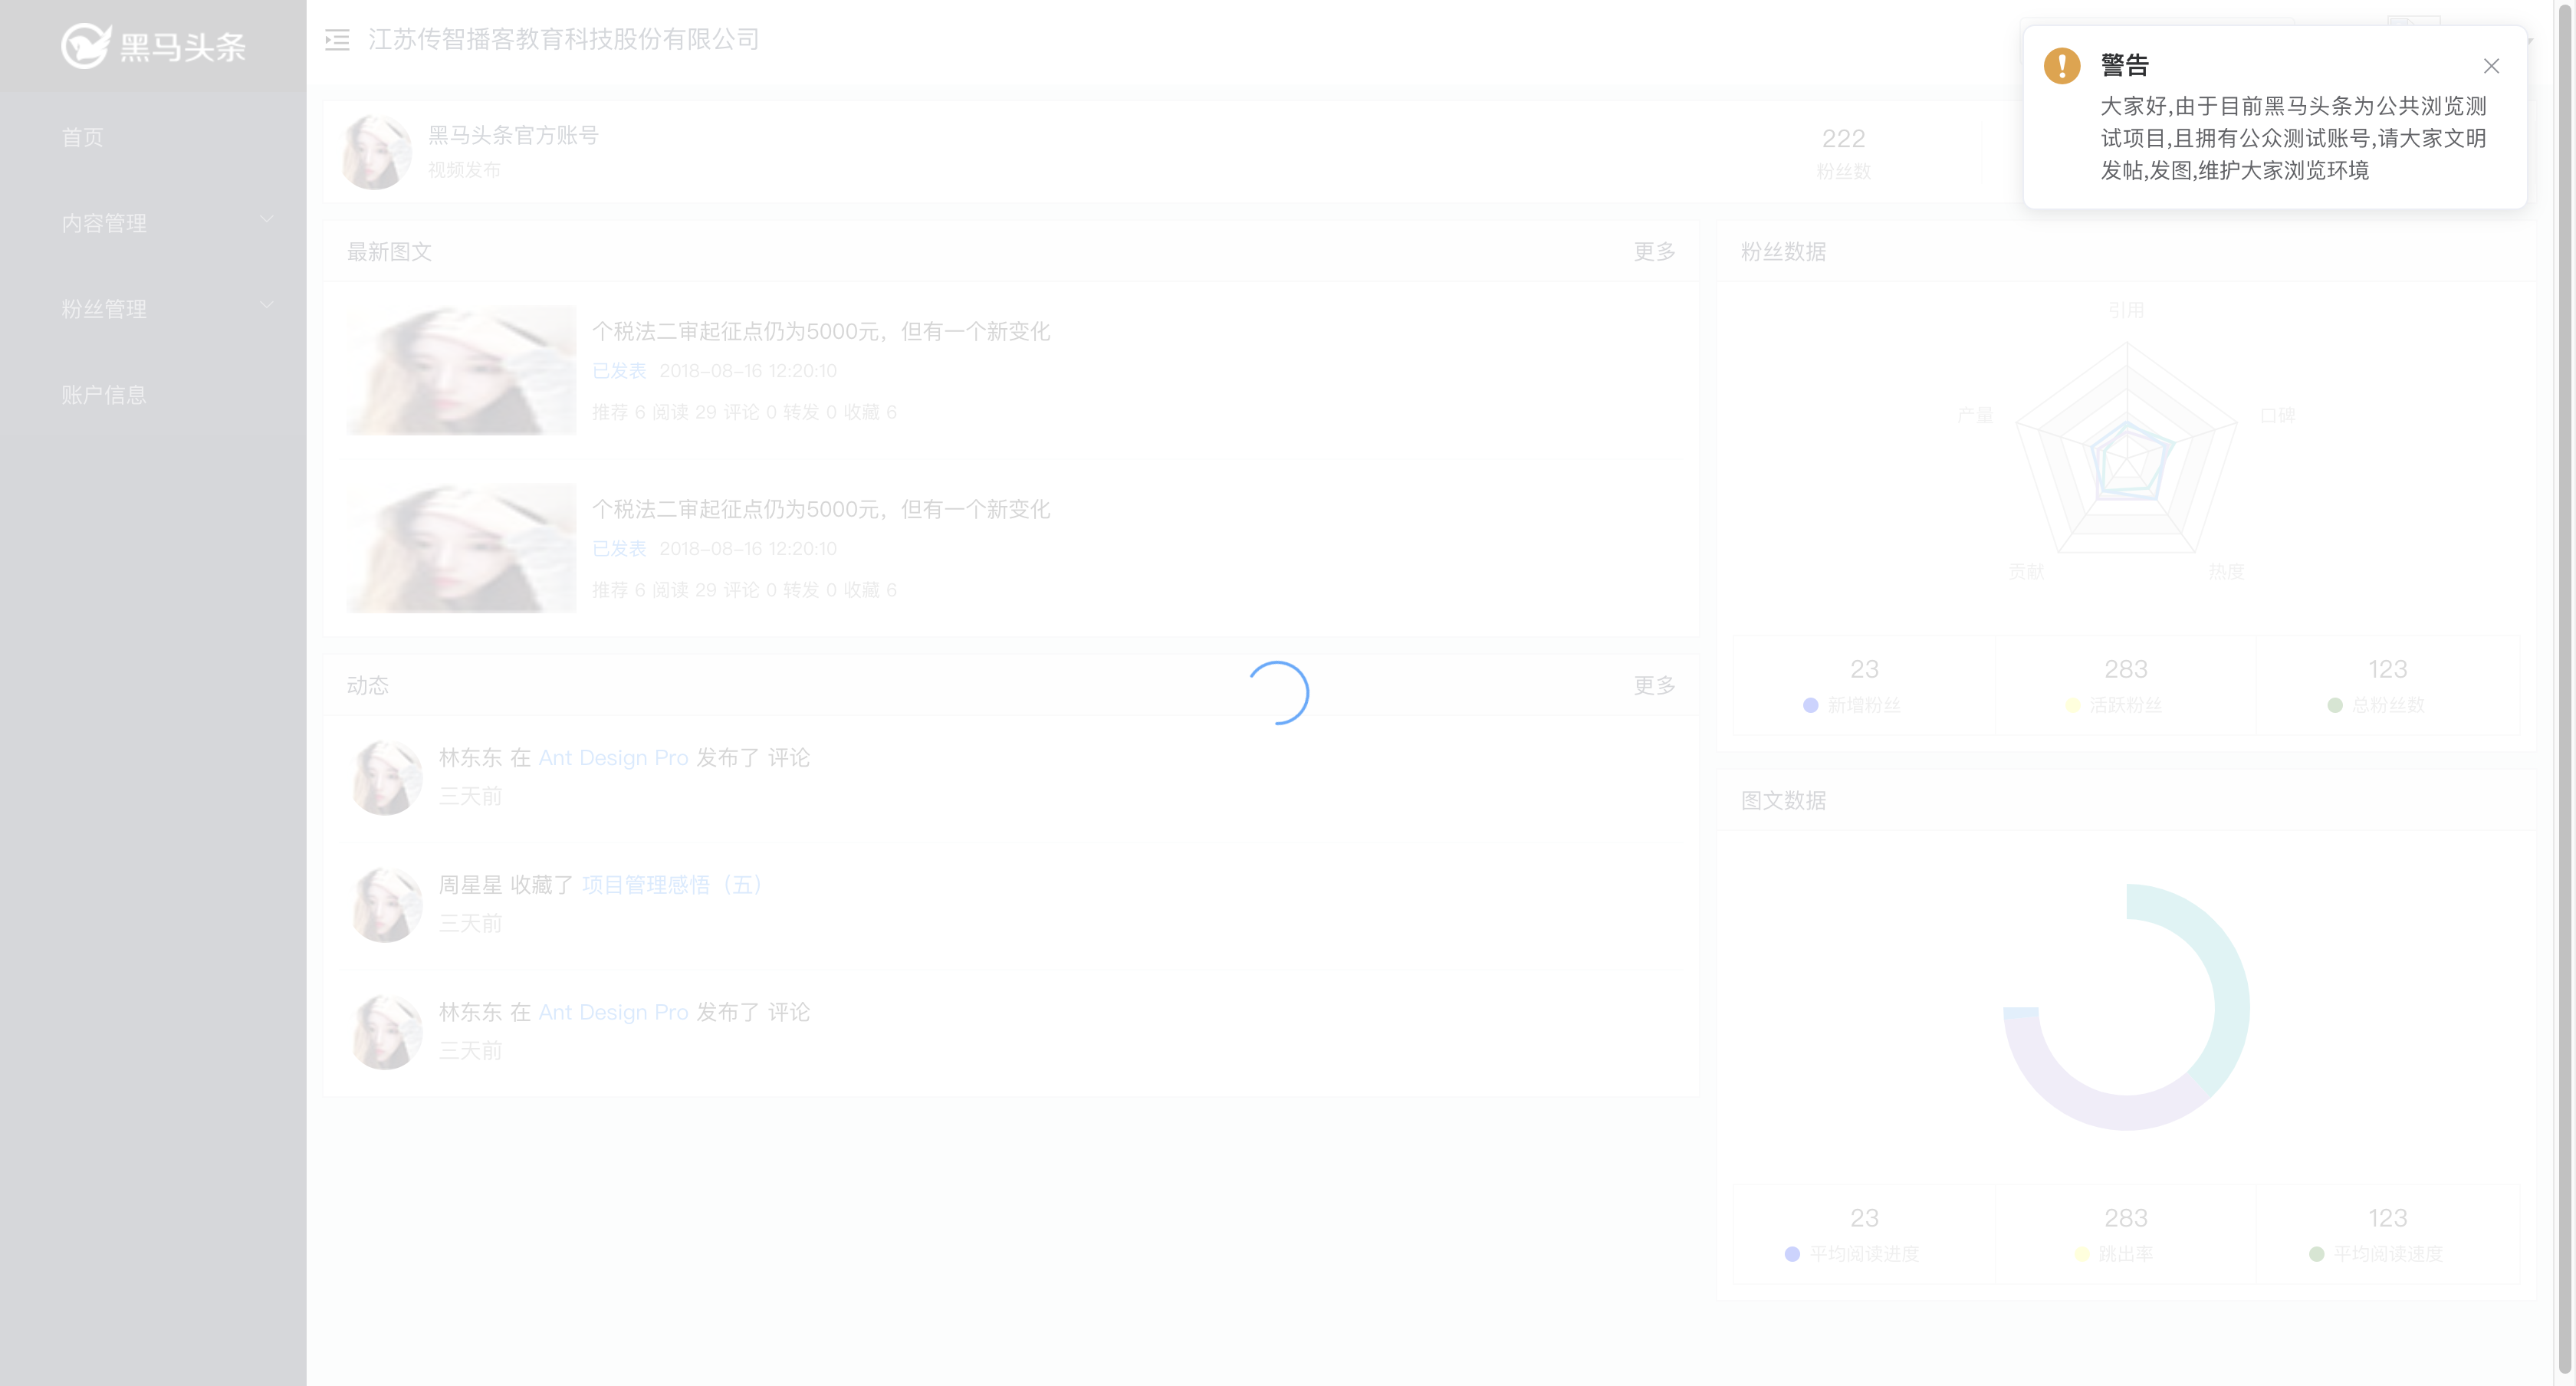 黑马头条
江苏传智播客教育科技股份有限公司
首页
内容管理
粉丝管理
账户信息
黑马头条官方账号
视频发布
222
粉丝数
警告
大家好,由于目前黑马头条为公共浏览测
试项目,且拥有公众测试账号,请大家文明
发帖,发图,维护大家浏览环境
最新图文 更多
个税法二审起征点仍为5000元，但有一个新变化
已发表 2018-08-16 12:20:10
推荐 6 阅读 29 评论 0 转发 0 收藏 6
个税法二审起征点仍为5000元，但有一个新变化
已发表 2018-08-16 12:20:10
推荐 6 阅读 29 评论 0 转发 0 收藏 6
动态 更多
林东东 在 Ant Design Pro 发布了 评论
三天前
周星星 收藏了 项目管理感悟（五）
三天前
林东东 在 Ant Design Pro 发布了 评论
三天前
粉丝数据
引用
产量 口碑
贡献 热度
23 283 123
新增粉丝 活跃粉丝 总粉丝数
图文数据
23 283 123
平均阅读进度 跳出率 平均阅读速度